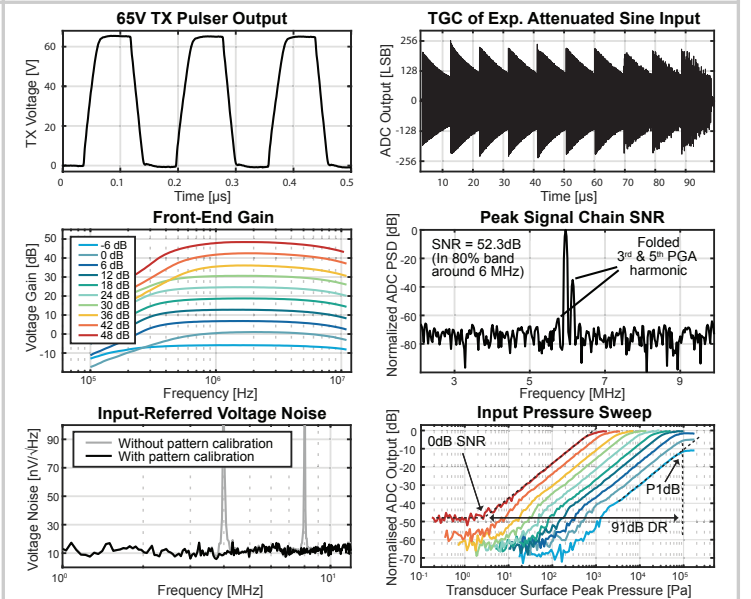 65V TX Pulser Output
TX Voltage [V]
60
40
20
0
0 0.1 0.2 0.3 0.4 0.5
Time [µs]
TGC of Exp. Attenuated Sine Input
ADC Output [LSB]
256
128
0
-128
-256
10 20 30 40 50 60 70 80 90
Time [µs]
Front-End Gain
Voltage Gain [dB]
50
40
30
20
10
0
-10
-6 dB
0 dB
6 dB
12 dB
18 dB
24 dB
30 dB
36 dB
42 dB
48 dB
10⁵ 10⁶ 10⁷
Frequency [Hz]
Peak Signal Chain SNR
Normalized ADC PSD [dB]
0
-20
-40
-60
-80
SNR = 52.3dB
(In 80% band
around 6 MHz)
Folded
3ʳᵈ & 5ᵗʰ PGA
harmonic
3 5 7 9
Frequency [MHz]
Input-Referred Voltage Noise
Voltage Noise [nV/√Hz]
90
70
50
30
10
Without pattern calibration
With pattern calibration
10⁰ 10¹
Frequency [MHz]
Input Pressure Sweep
Normalised ADC Output [dB]
0
-10
-20
-30
-40
-50
-60
-70
0dB SNR
P1dB
91dB DR
10⁻¹ 10⁰ 10¹ 10² 10³ 10⁴ 10⁵
Transducer Surface Peak Pressure [Pa]